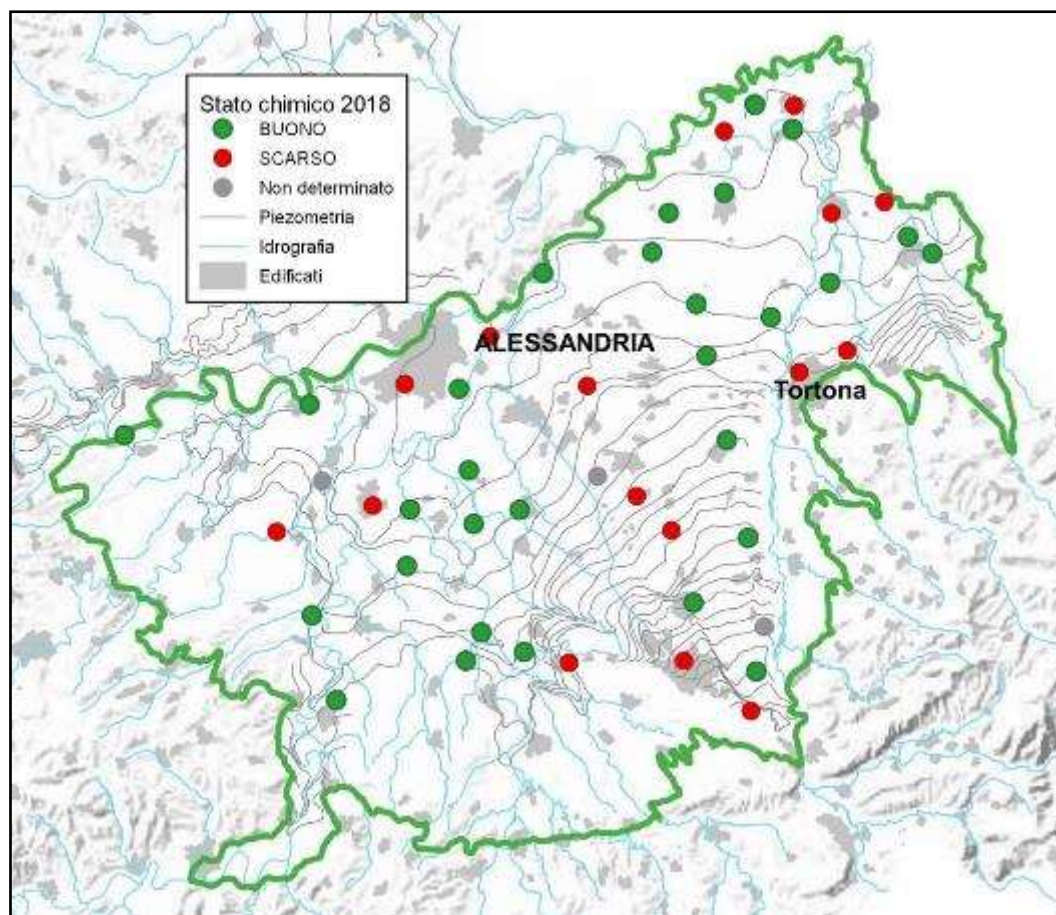 Stato chimico 2018
BUONO
SCARSO
Non determinato
Piezometria
Idrografia
Edificati
ALESSANDRIA
Tortona